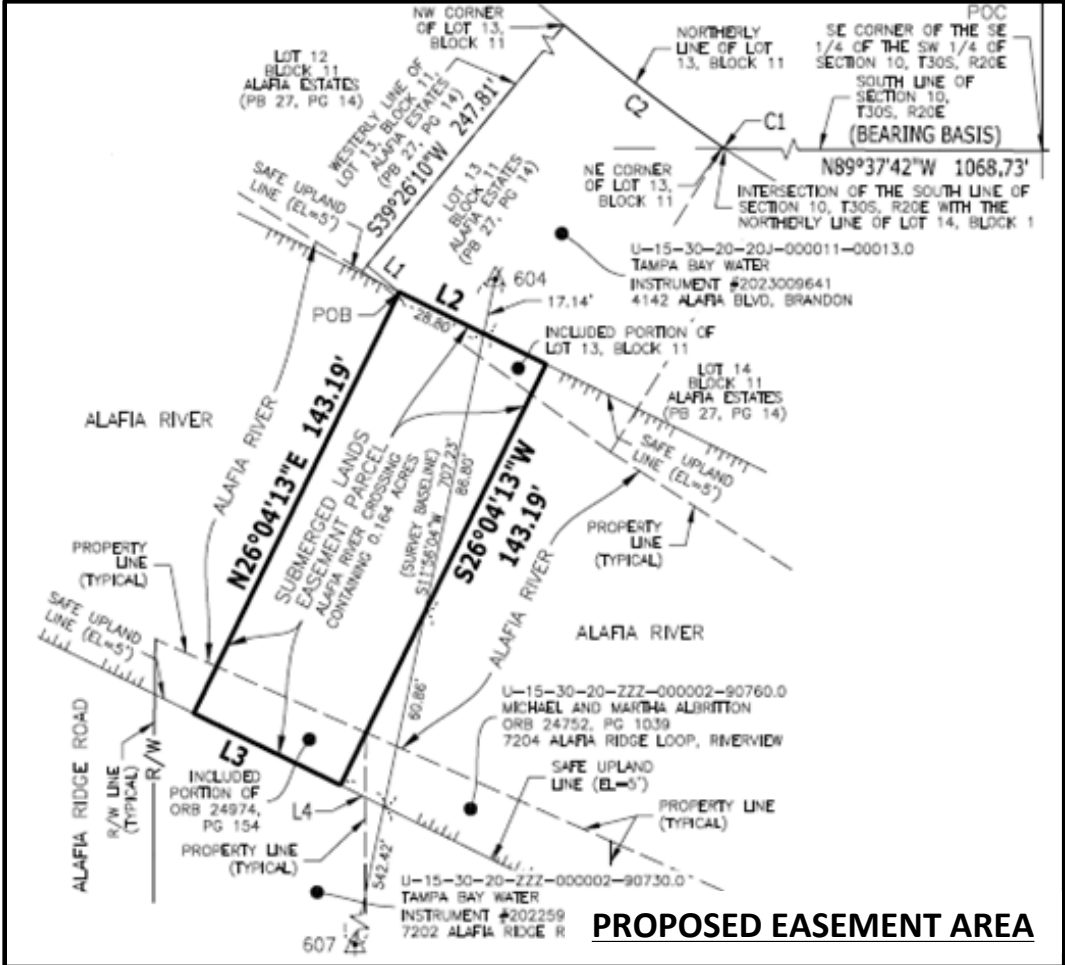 NW CORNER
OF LOT 13,
BLOCK 11
NORTHERLY
LINE OF LOT
13, BLOCK 11
POC
SE CORNER OF THE SE
1/4 OF THE SW 1/4 OF
SECTION 10, T30S, R20E
SOUTH LINE OF
SECTION 10,
T30S, R20E
(BEARING BASIS)
N89°37'42"W 1068.73'
C1
C2
LOT 12
BLOCK 11
ALAFIA ESTATES
(PB 27, PG 14)
WESTERLY LINE OF
LOT 13, BLOCK 11,
ALAFIA ESTATES
(PB 27, PG 14)
S39°26'10"W 247.81'
LOT 13
BLOCK 11
ALAFIA ESTATES
(PB 27, PG 14)
NE CORNER
OF LOT 13,
BLOCK 11
INTERSECTION OF THE SOUTH LINE OF
SECTION 10, T30S, R20E WITH THE
NORTHERLY LINE OF LOT 14, BLOCK 1
SAFE UPLAND
LINE (EL=5')
U-15-30-20-20J-000011-00013.0
TAMPA BAY WATER
INSTRUMENT #2023009641
4142 ALAFIA BLVD, BRANDON
L1
L2
604
17.14'
POB
28.80'
INCLUDED PORTION OF
LOT 13, BLOCK 11
LOT 14
BLOCK 11
ALAFIA ESTATES
(PB 27, PG 14)
SAFE UPLAND
LINE (EL=5')
ALAFIA RIVER
ALAFIA RIVER
N26°04'13"E 143.19'
SUBMERGED LANDS
EASEMENT PARCEL
ALAFIA RIVER CROSSING
CONTAINING 0.164 ACRES
(SURVEY BASELINE)
S11°56'04"W 707.23'
86.80'
S26°04'13"W
143.19'
ALAFIA RIVER
PROPERTY
LINE
(TYPICAL)
PROPERTY
LINE
(TYPICAL)
SAFE UPLAND
LINE (EL=5')
ALAFIA RIVER
60.86'
U-15-30-20-ZZZ-000002-90760.0
MICHAEL AND MARTHA ALBRITTON
ORB 24752, PG 1039
7204 ALAFIA RIDGE LOOP, RIVERVIEW
SAFE UPLAND
LINE (EL=5')
PROPERTY LINE
(TYPICAL)
ALAFIA RIDGE ROAD
R/W LINE
(TYPICAL)
R/W
L3
INCLUDED
PORTION OF
ORB 24974,
PG 154
L4
PROPERTY LINE
(TYPICAL)
542.42'
U-15-30-20-ZZZ-000002-90730.0
TAMPA BAY WATER
INSTRUMENT #202259
7202 ALAFIA RIDGE R
607
PROPOSED EASEMENT AREA